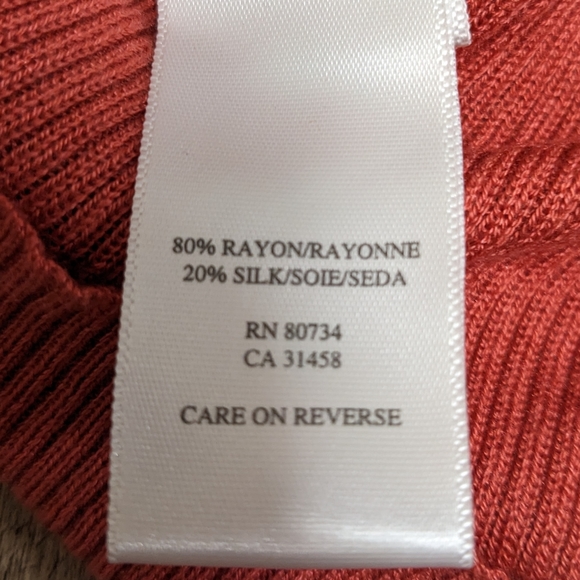 80% RAYON/RAYONNE
20% SILK/SOIE/SEDA
RN 80734
CA 31458
CARE ON REVERSE